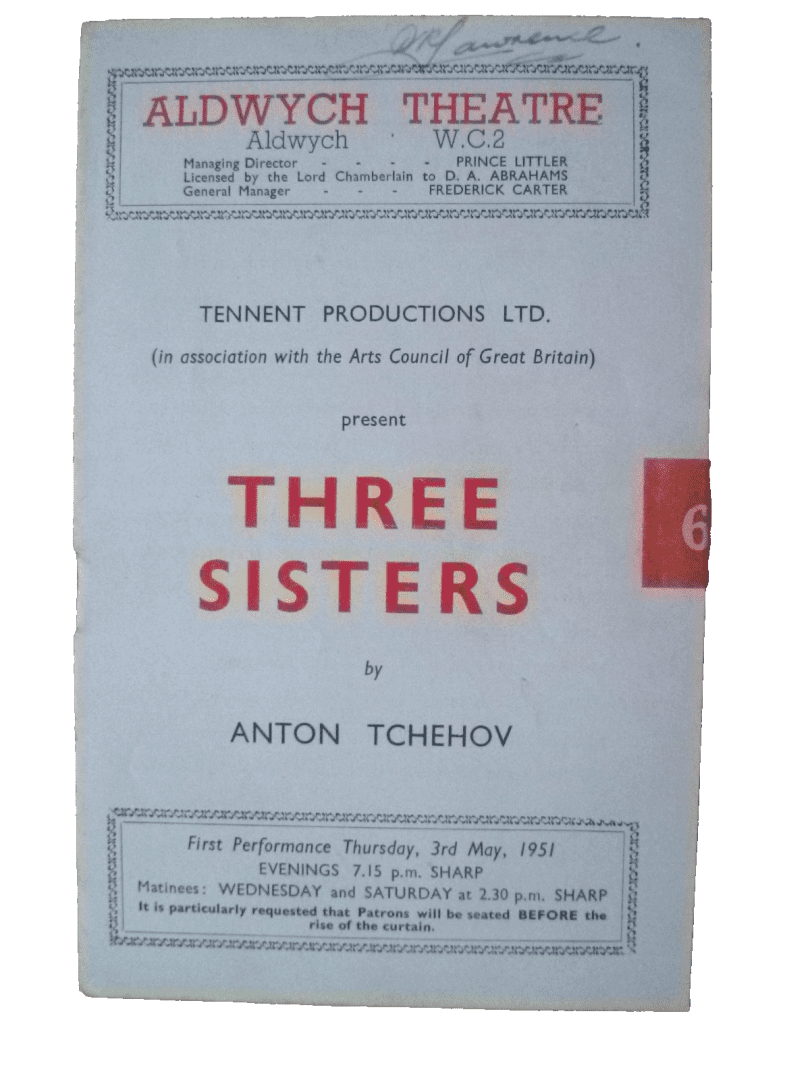 ALDWYCH THEATRE
Aldwych W.C.2
Managing Director - - - - PRINCE LITTLER
Licensed by the Lord Chamberlain to D. A. ABRAHAMS
General Manager - - - FREDERICK CARTER
TENNENT PRODUCTIONS LTD.
(in association with the Arts Council of Great Britain)
present
THREE
6
SISTERS
by
ANTON TCHEHOV
First Performance Thursday, 3rd May, 1951
EVENINGS 7.15 p.m. SHARP
Matinees: WEDNESDAY and SATURDAY at 2.30 p.m. SHARP
It is particularly requested that Patrons will be seated BEFORE the
rise of the curtain.